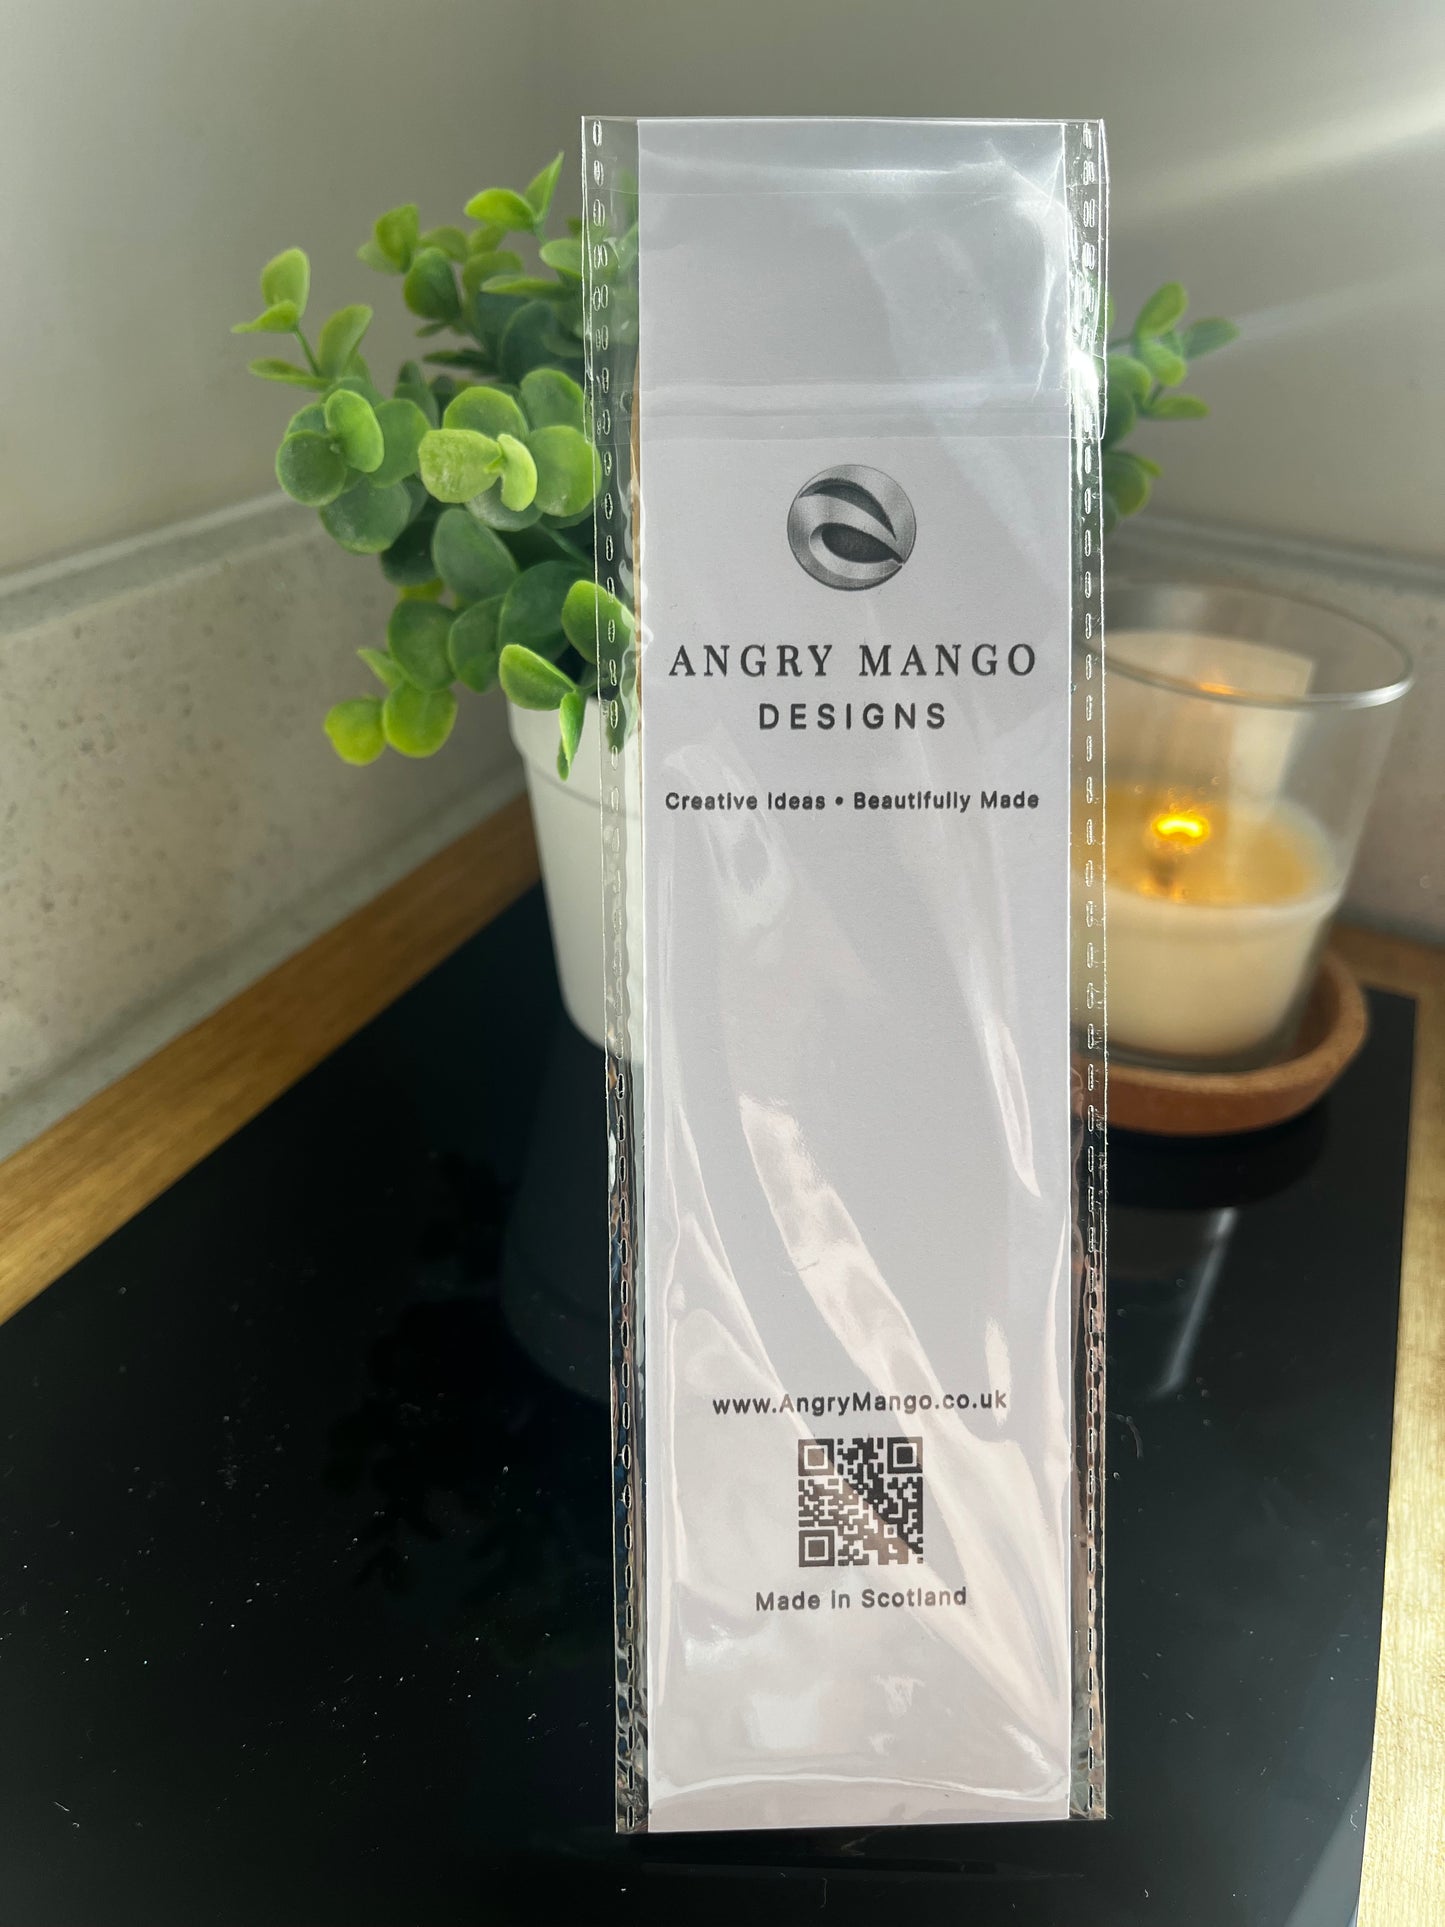 ANGRY MANGO
DESIGNS
Creative Ideas • Beautifully Made
www.AngryMango.co.uk
Made in Scotland